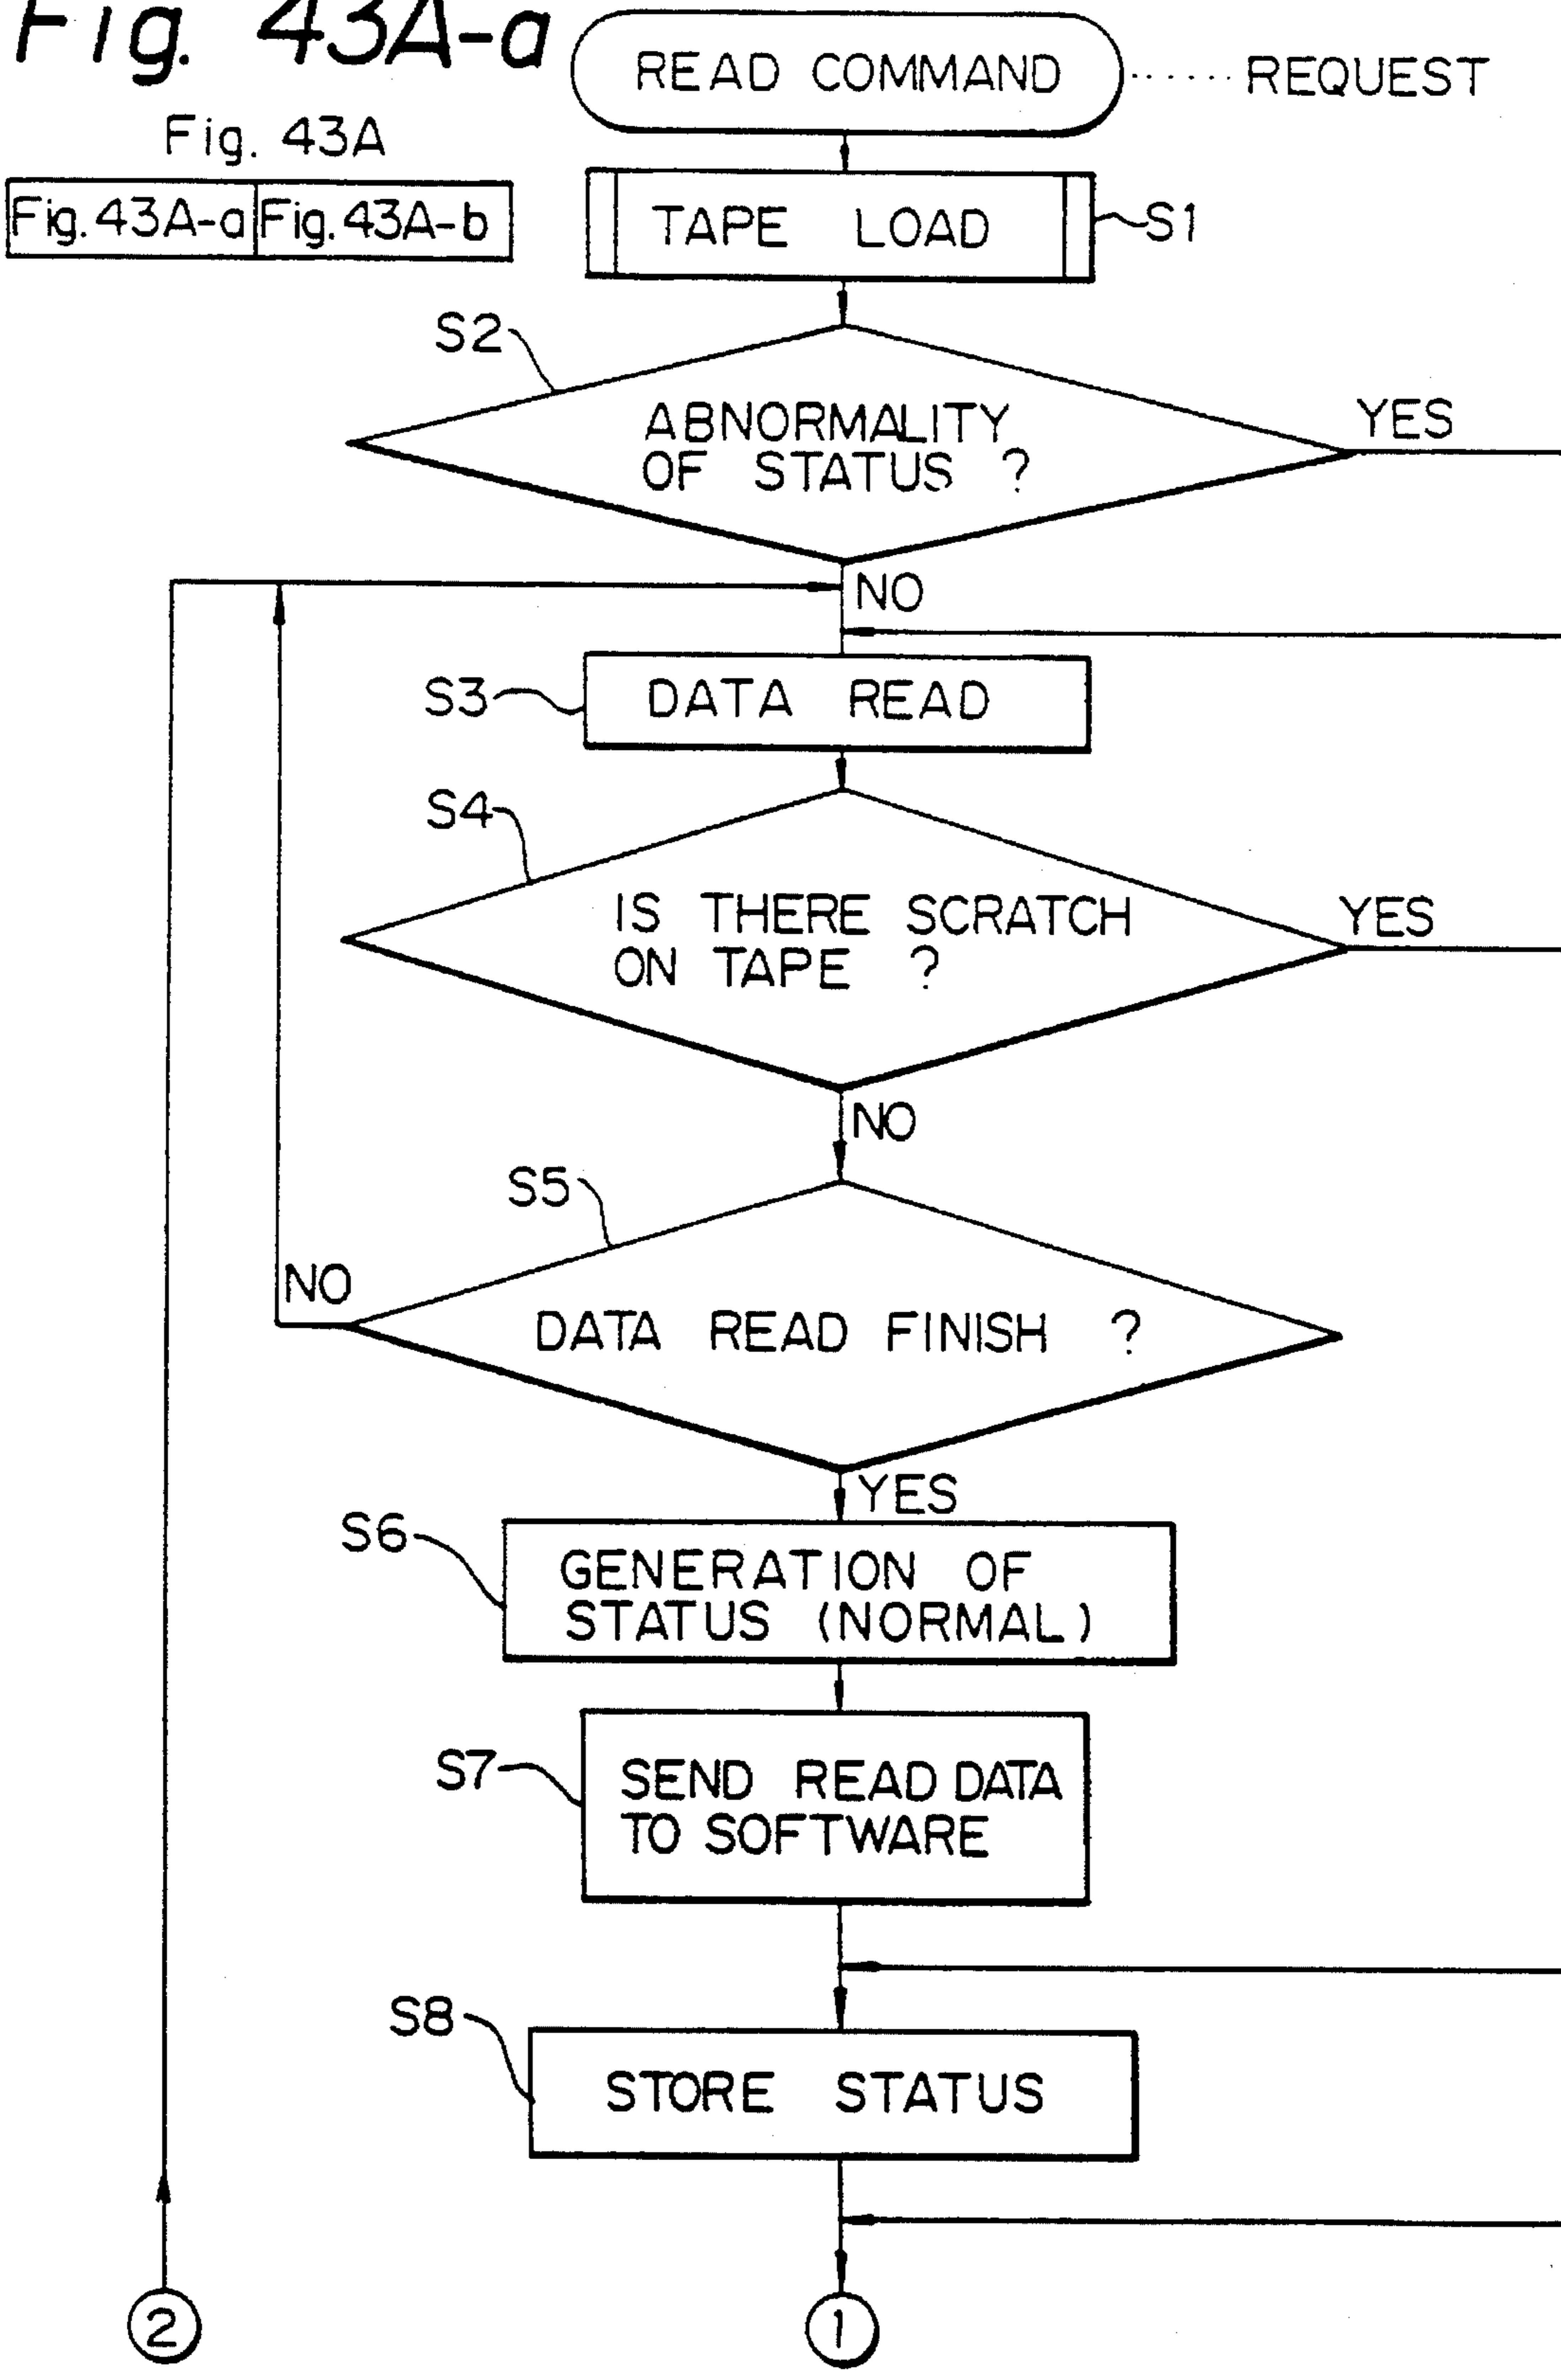 Fig. 43A-a
READ COMMAND ...... REQUEST
Fig. 43A
Fig. 43A-a Fig. 43A-b
TAPE LOAD
S1
S2
ABNORMALITY
OF STATUS ?
YES
NO
S3
DATA READ
S4
IS THERE SCRATCH
ON TAPE ?
YES
NO
S5
NO
DATA READ FINISH ?
YES
S6
GENERATION OF
STATUS (NORMAL)
S7
SEND READ DATA
TO SOFTWARE
S8
STORE STATUS
2
1